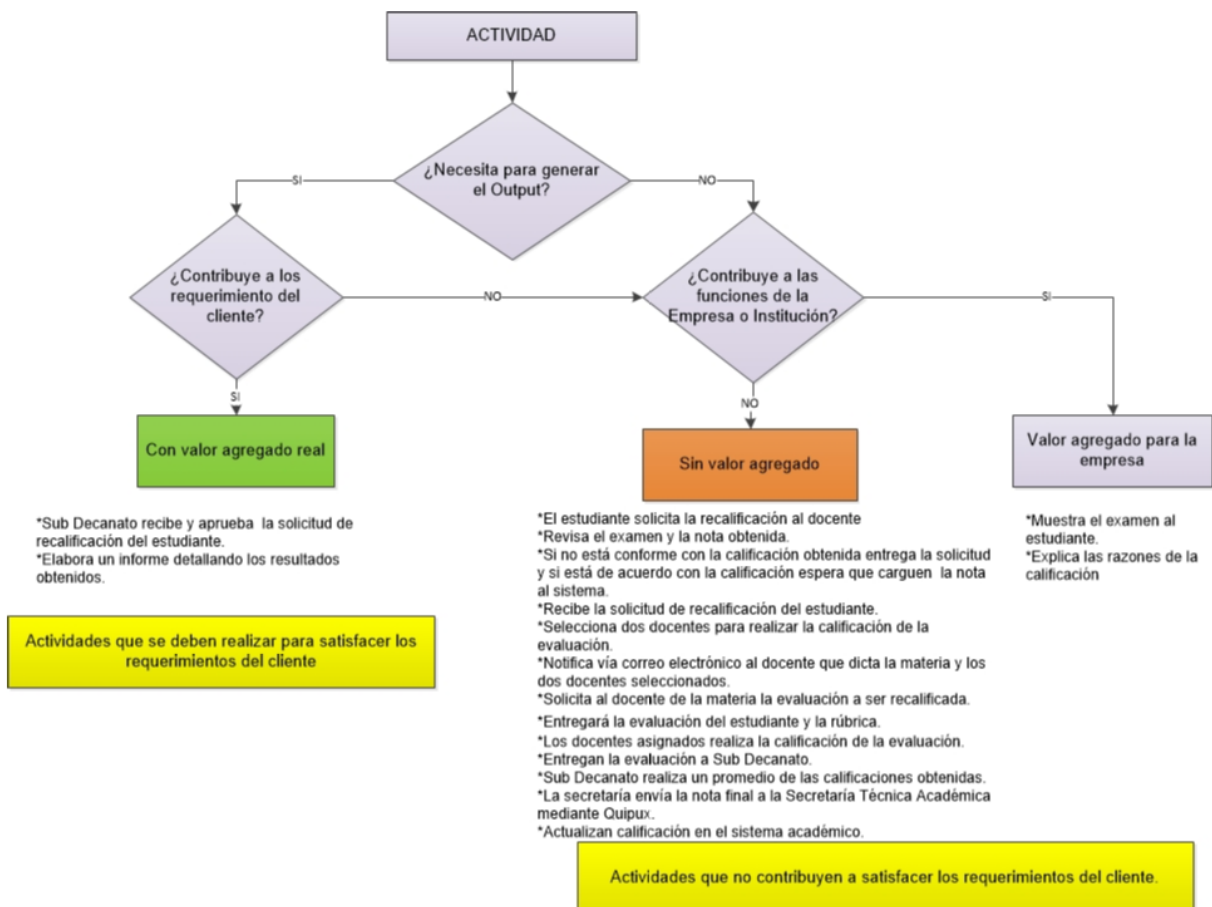 ACTIVIDAD
¿Necesita para generar
el Output?
SI
NO
¿Contribuye a los
requerimiento del
cliente?
NO
¿Contribuye a las
funciones de la
Empresa o Institución?
SI
SI
NO
Con valor agregado real
Sin valor agregado
Valor agregado para la
empresa
*Sub Decanato recibe y aprueba la solicitud de
recalificación del estudiante.
*Elabora un informe detallando los resultados
obtenidos.
Actividades que se deben realizar para satisfacer los
requerimientos del cliente
*El estudiante solicita la recalificación al docente
*Revisa el examen y la nota obtenida.
*Si no está conforme con la calificación obtenida entrega la solicitud
y si está de acuerdo con la calificación espera que carguen la nota
al sistema.
*Recibe la solicitud de recalificación del estudiante.
*Selecciona dos docentes para realizar la calificación de la
evaluación.
*Notifica vía correo electrónico al docente que dicta la materia y los
dos docentes seleccionados.
*Solicita al docente de la materia la evaluación a ser recalificada.
*Entregará la evaluación del estudiante y la rúbrica.
*Los docentes asignados realiza la calificación de la evaluación.
*Entregan la evaluación a Sub Decanato.
*Sub Decanato realiza un promedio de las calificaciones obtenidas.
*La secretaría envía la nota final a la Secretaría Técnica Académica
mediante Quipux.
*Actualizan calificación en el sistema académico.
Actividades que no contribuyen a satisfacer los requerimientos del cliente.
*Muestra el examen al
estudiante.
*Explica las razones de la
calificación